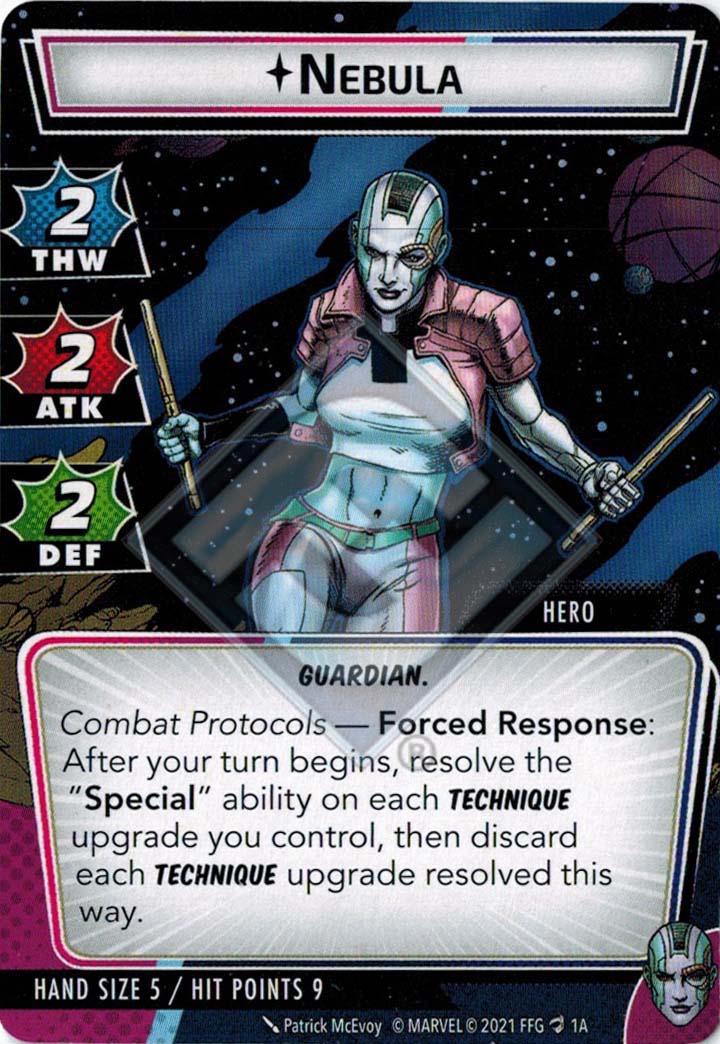 NEBULA
2
THW
2
ATK
2
DEF
HERO
GUARDIAN.
Combat Protocols — Forced Response:
After your turn begins, resolve the
"Special" ability on each TECHNIQUE
upgrade you control, then discard
each TECHNIQUE upgrade resolved this
way.
®
HAND SIZE 5 / HIT POINTS 9
Patrick McEvoy © MARVEL © 2021 FFG 1A